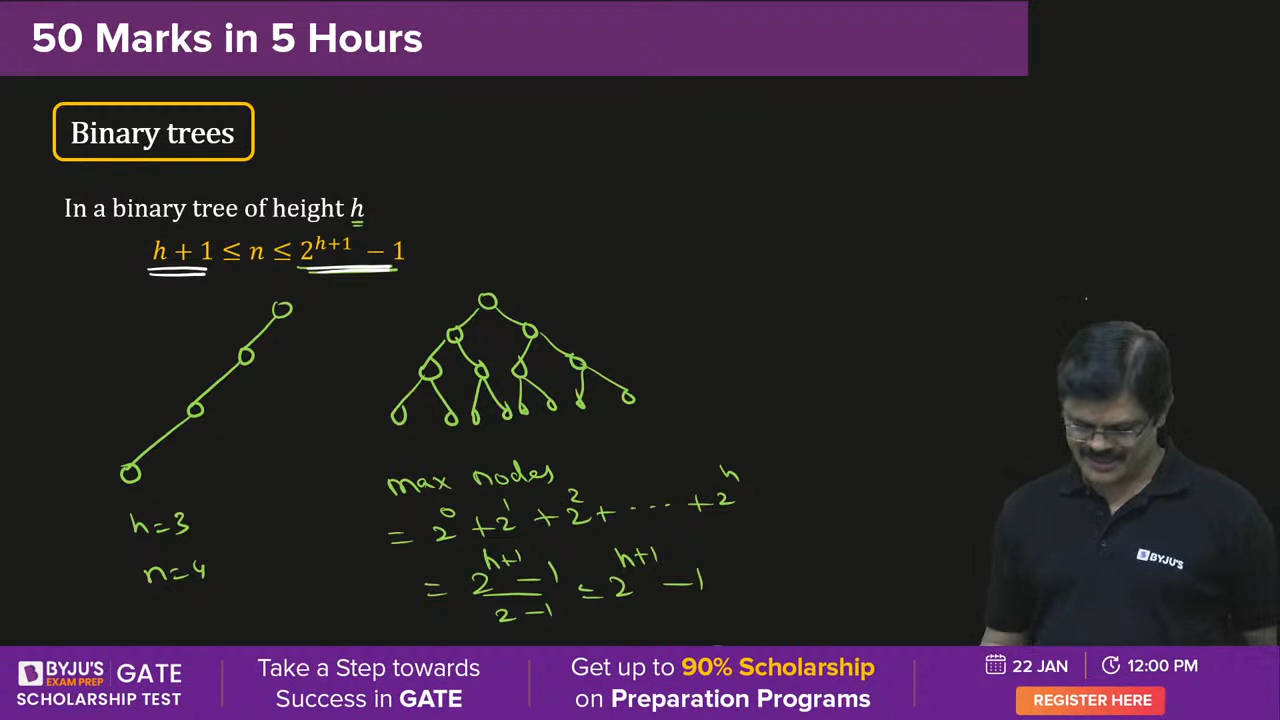 50 Marks in 5 Hours
Binary trees
In a binary tree of height h
h + 1 ≤ n ≤ 2^{h+1} − 1
h = 3
n = 4
max nodes
= 2^0 + 2^1 + 2^2 + ---- + 2^h
= \frac{2^{h+1} − 1}{2 − 1} = 2^{h+1} − 1
BYJU'S
BYJU'S EXAM PREP GATE
SCHOLARSHIP TEST
Take a Step towards
Success in GATE
Get up to 90% Scholarship
on Preparation Programs
22 JAN
12:00 PM
REGISTER HERE